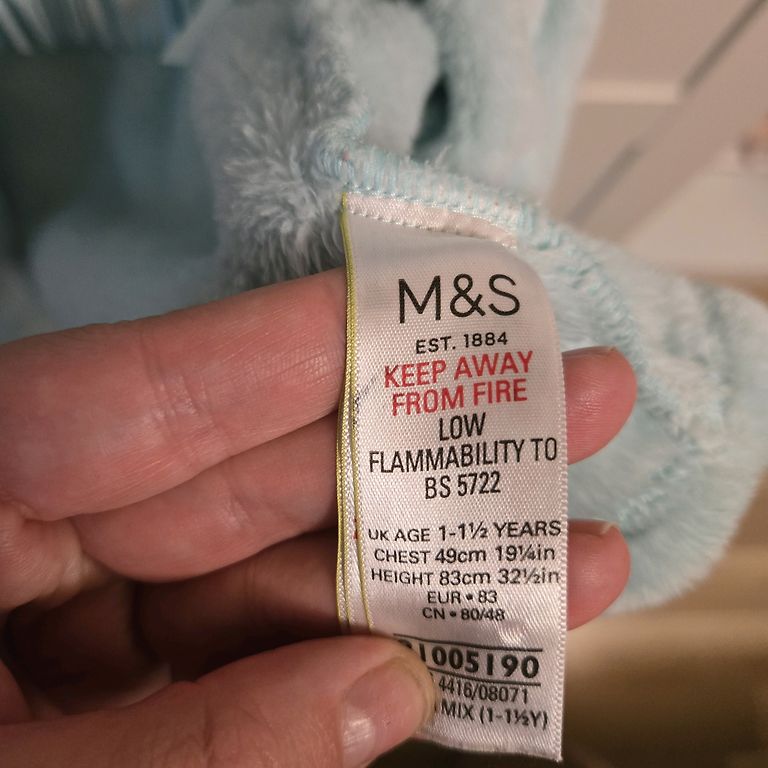 M&S
EST. 1884
KEEP AWAY
FROM FIRE
LOW
FLAMMABILITY TO
BS 5722
UK AGE 1-1½ YEARS
CHEST 49cm 19¼in
HEIGHT 83cm 32½in
EUR • 83
CN • 80/48
1005190
4416/08071
MIX (1-1½Y)